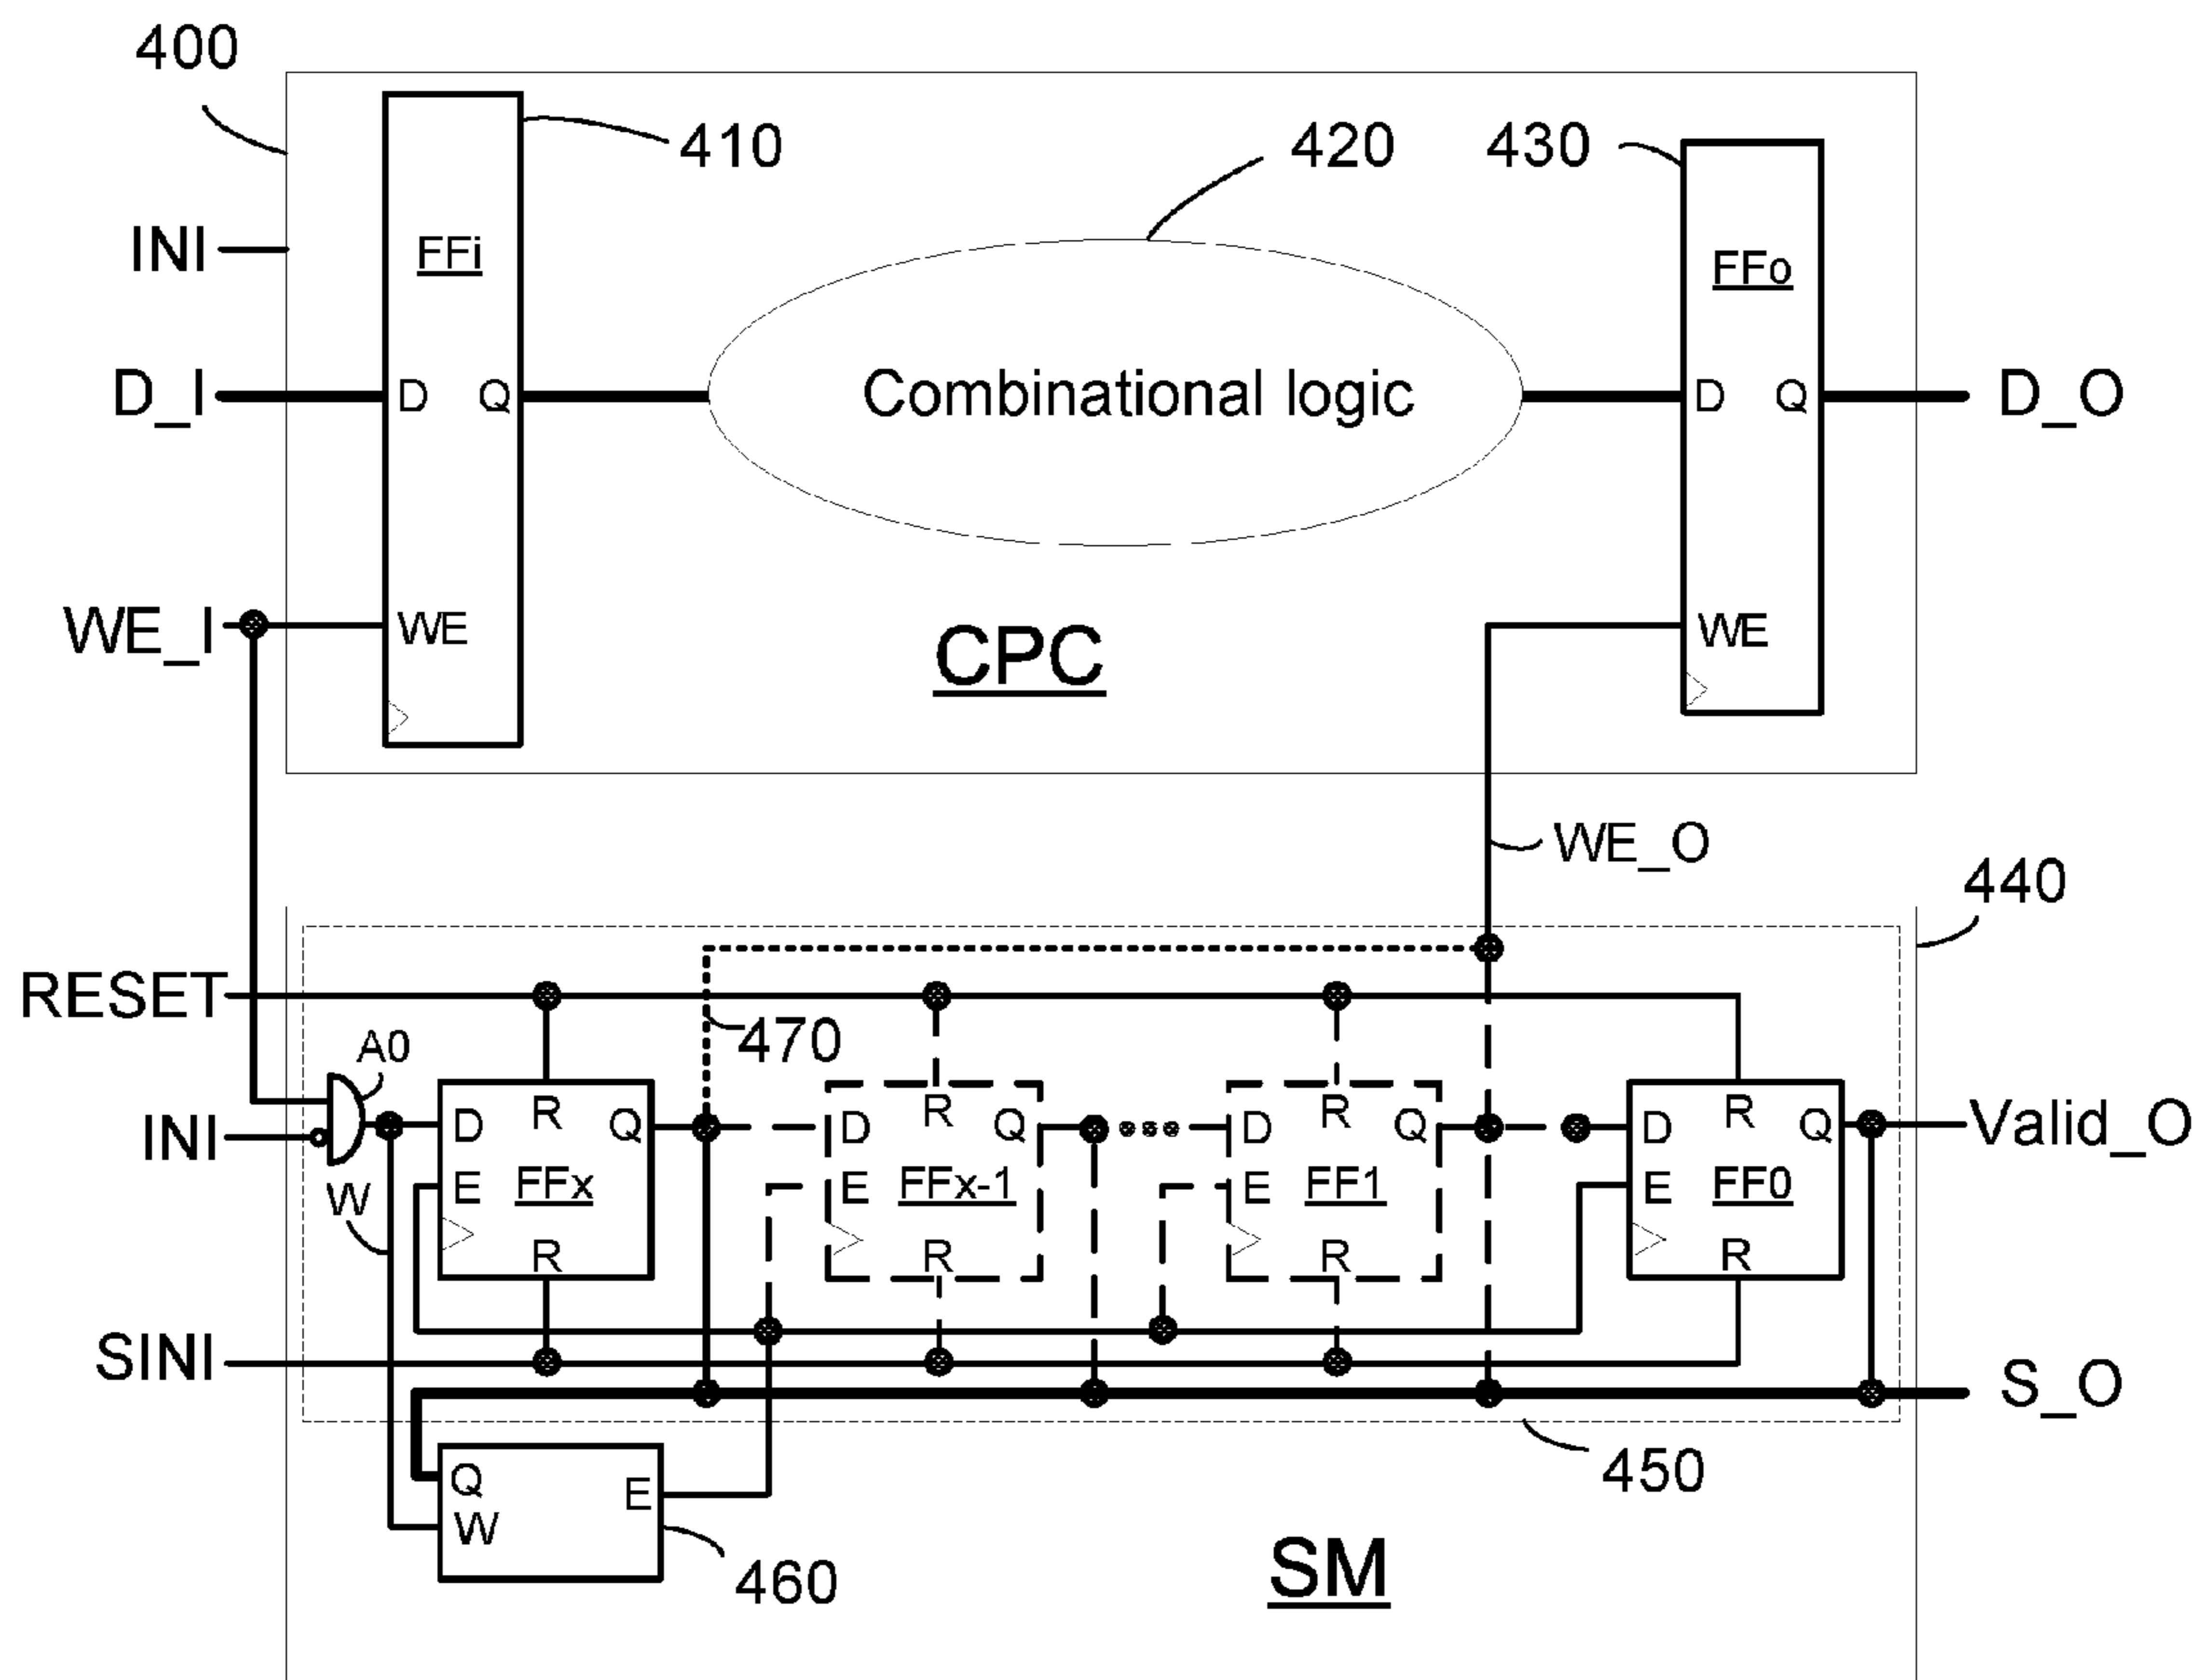 400
410
420
430
INI
FFi
FFo
D_I
D
Q
Combinational logic
D
Q
D_O
WE_I
WE
WE
CPC
WE_O
440
RESET
470
A0
INI
D
R
Q
E
FFx
R
D
R
Q
E
FFx-1
R
D
R
Q
E
FF1
R
D
R
Q
E
FF0
R
Valid_O
W
SINI
S_O
450
Q
E
W
460
SM